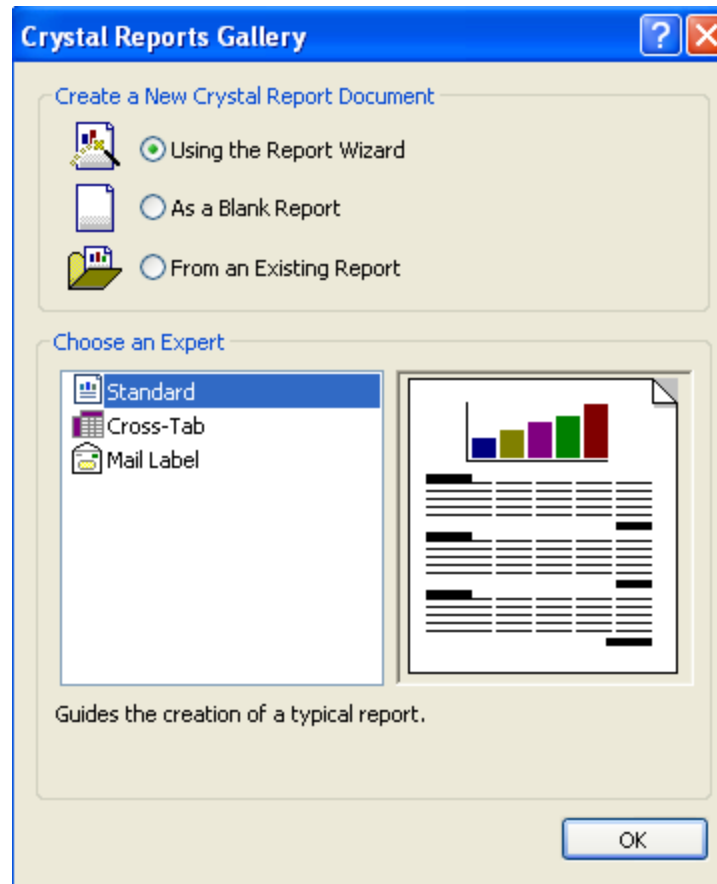 Crystal Reports Gallery
Create a New Crystal Report Document
Using the Report Wizard
As a Blank Report
From an Existing Report
Choose an Expert
Standard
Cross-Tab
Mail Label
Guides the creation of a typical report.
OK